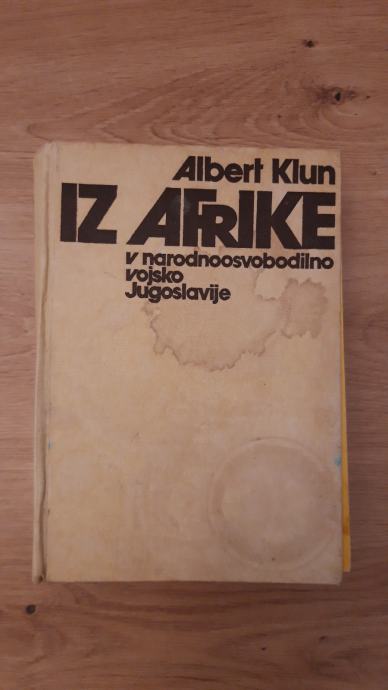 Albert Klun
IZ AFRIKE
v narodnoosvobodilno
vojsko
Jugoslavije